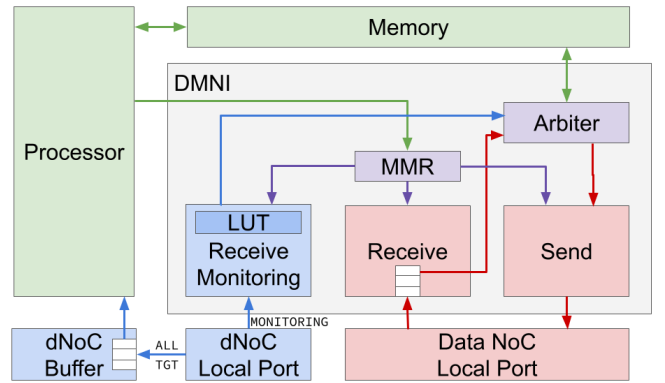 Memory
DMNI
Processor
Arbiter
MMR
LUT
Receive
Monitoring
Receive
Send
MONITORING
dNoC
Buffer
ALL
TGT
dNoC
Local Port
Data NoC
Local Port